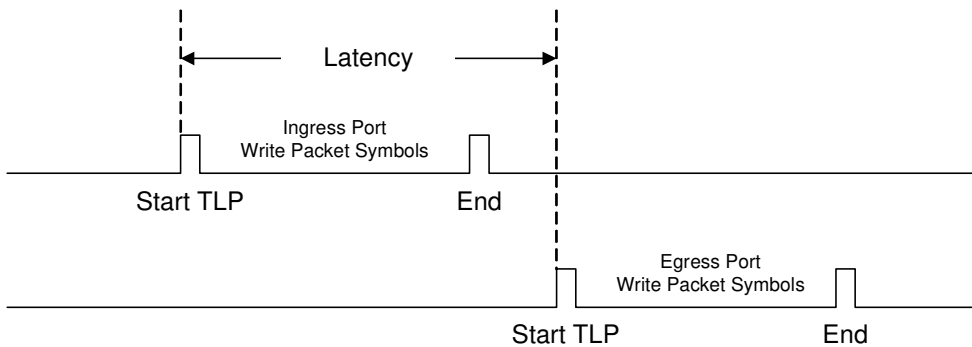 Latency
Ingress Port
Write Packet Symbols
Start TLP
End
Egress Port
Write Packet Symbols
Start TLP
End